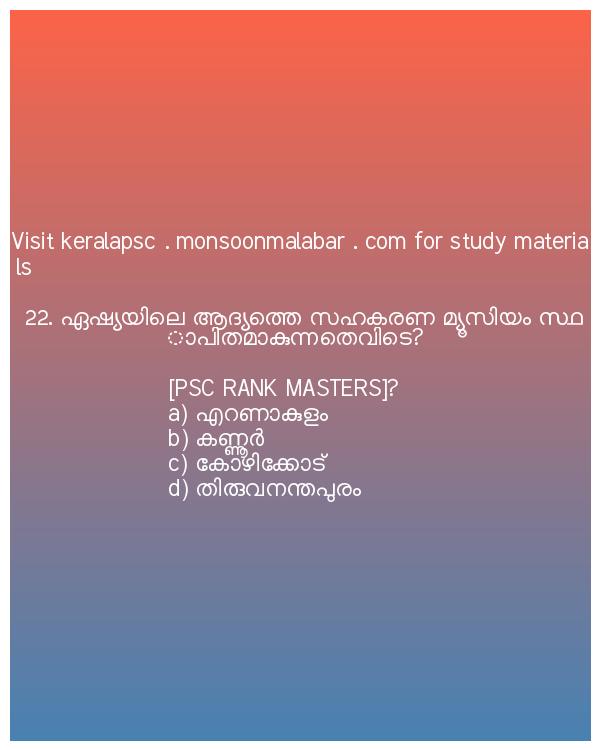 Visit keralapsc . monsoonmalabar . com for study materia
ls
22. ഏഷ്യയിലെ ആദ്യത്തെ സഹകരണ മ്യൂസിയം സ്ഥ
ാപിതമാകുന്നതെവിടെ?
[PSC RANK MASTERS]?
a) എറണാകുളം
b) കണ്ണൂർ
c) കോഴിക്കോട്
d) തിരുവനന്തപുരം